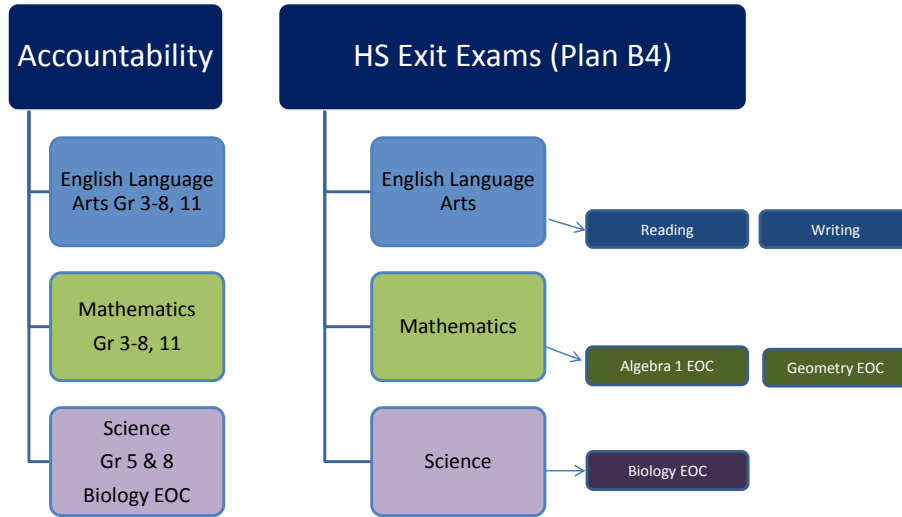 Accountability
English Language
Arts Gr 3-8, 11
Mathematics
Gr 3-8, 11
Science
Gr 5 & 8
Biology EOC
HS Exit Exams (Plan B4)
English Language
Arts
Reading
Writing
Mathematics
Algebra 1 EOC
Geometry EOC
Science
Biology EOC